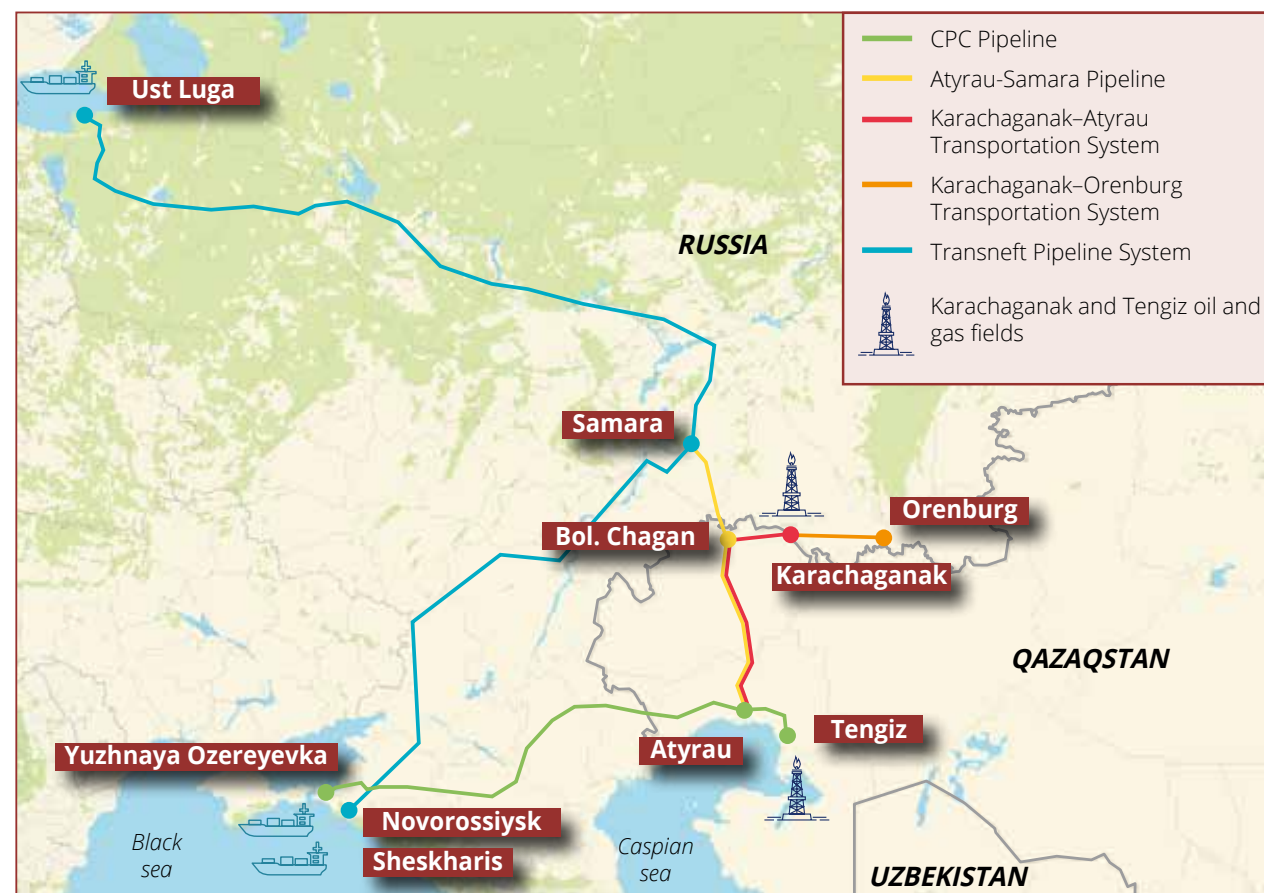 CPC Pipeline
Atyrau-Samara Pipeline
Karachaganak–Atyrau
Transportation System
Karachaganak–Orenburg
Transportation System
Transneft Pipeline System
Karachaganak and Tengiz oil and
gas fields
Ust Luga
RUSSIA
Samara
Orenburg
Bol. Chagan
Karachaganak
QAZAQSTAN
Tengiz
Atyrau
Yuzhnaya Ozereyevka
Novorossiysk
Sheskharis
Black
sea
Caspian
sea
UZBEKISTAN